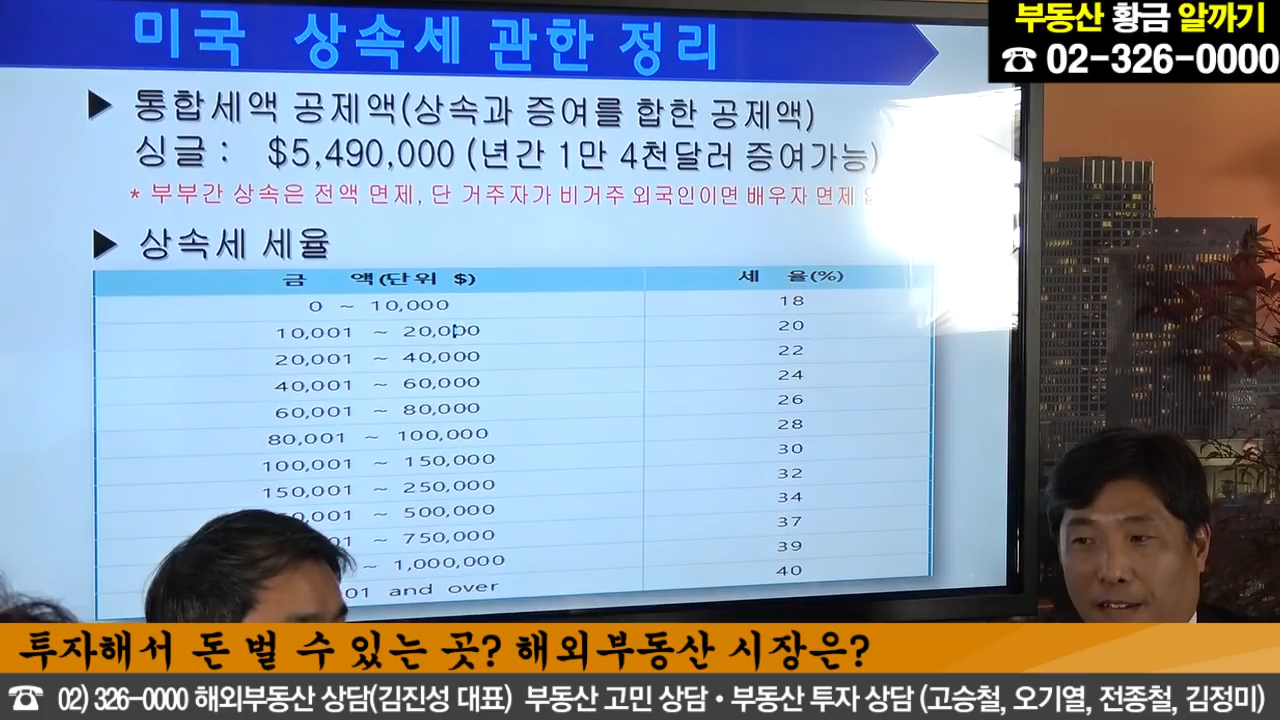 부동산 황금 알까기
☎ 02-326-0000
미국 상속세 관한 정리
▶ 통합세액 공제액(상속과 증여를 합한 공제액)
싱글 : $5,490,000 (년간 1만 4천달러 증여가능)
* 부부간 상속은 전액 면제, 단 거주자가 비거주 외국인이면 배우자 면제
▶ 상속세 세율
금 액(단위 $) 세 율(%)
0 ~ 10,000 18
10,001 ~ 20,000 20
20,001 ~ 40,000 22
40,001 ~ 60,000 24
60,001 ~ 80,000 26
80,001 ~ 100,000 28
100,001 ~ 150,000 30
150,001 ~ 250,000 32
~ 500,000 34
~ 750,000 37
~ 1,000,000 39
and over 40
투자해서 돈 벌 수 있는 곳? 해외부동산 시장은?
☎ 02) 326-0000 해외부동산 상담(김진성 대표) 부동산 고민 상담・부동산 투자 상담 (고승철, 오기열, 전종철, 김정미)